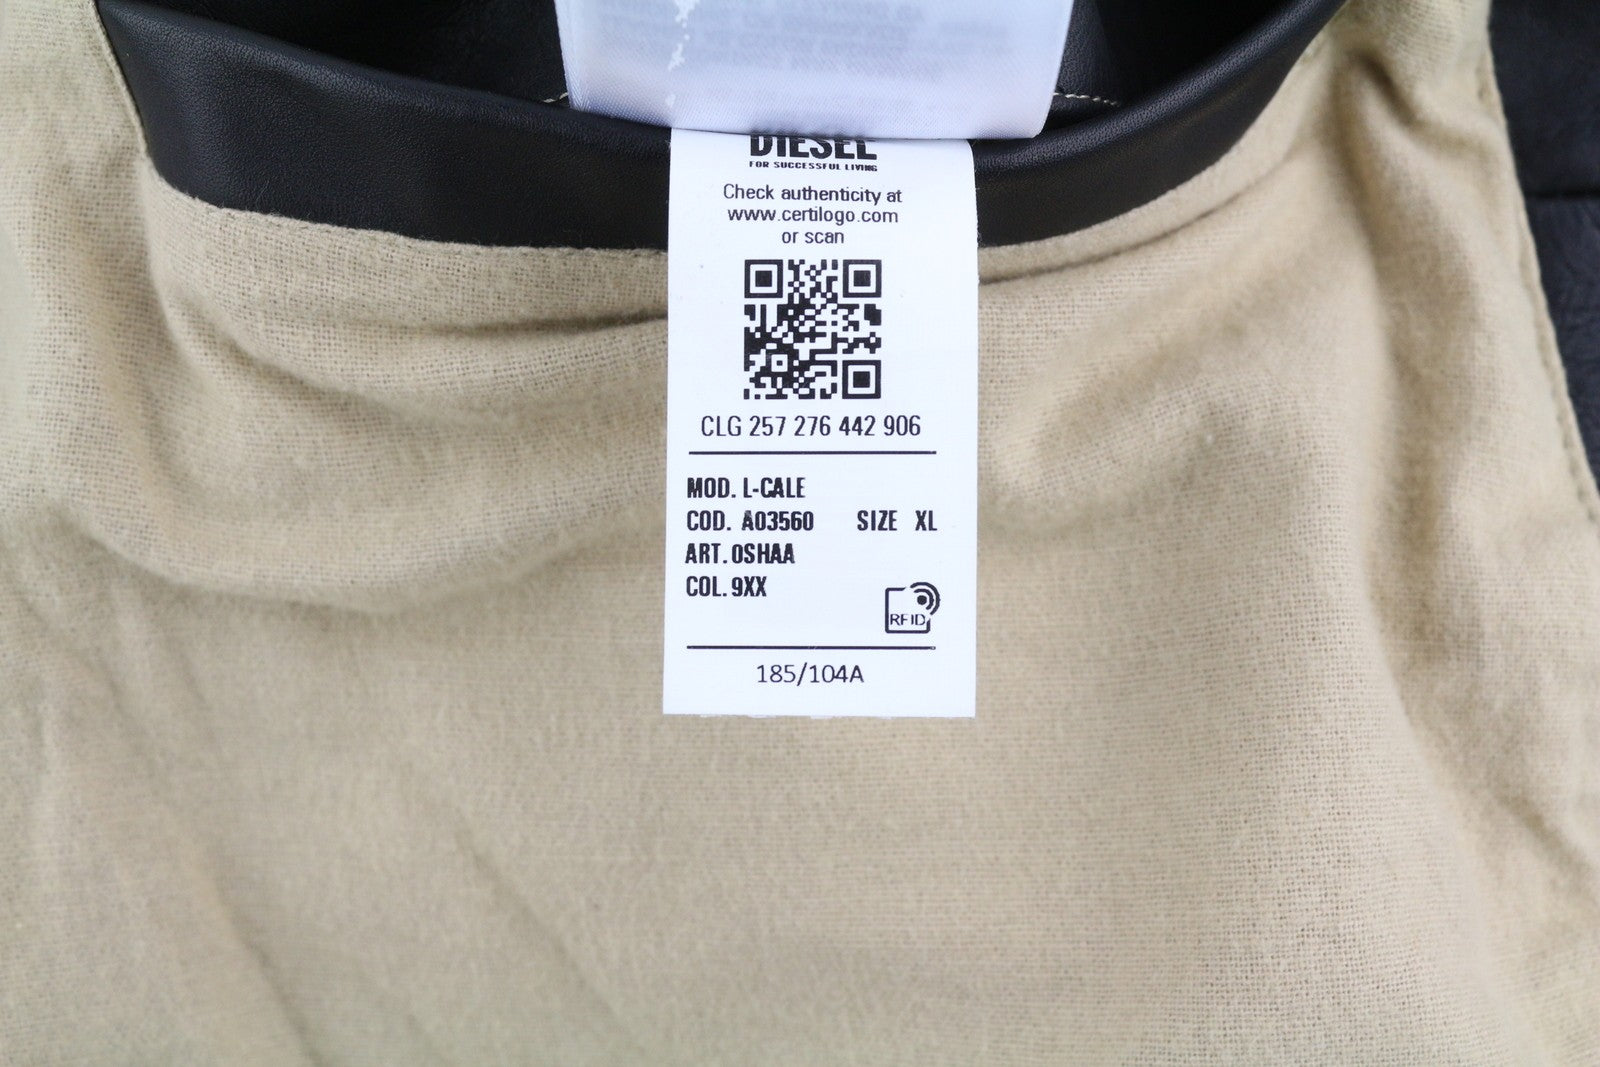 DIESEL
FOR SUCCESSFUL LIVING
Check authenticity at
www.certilogo.com
or scan
CLG 257 276 442 906
MOD. L-CALE
COD. A03560 SIZE XL
ART. 0SHAA
COL. 9XX
RFID
185/104A